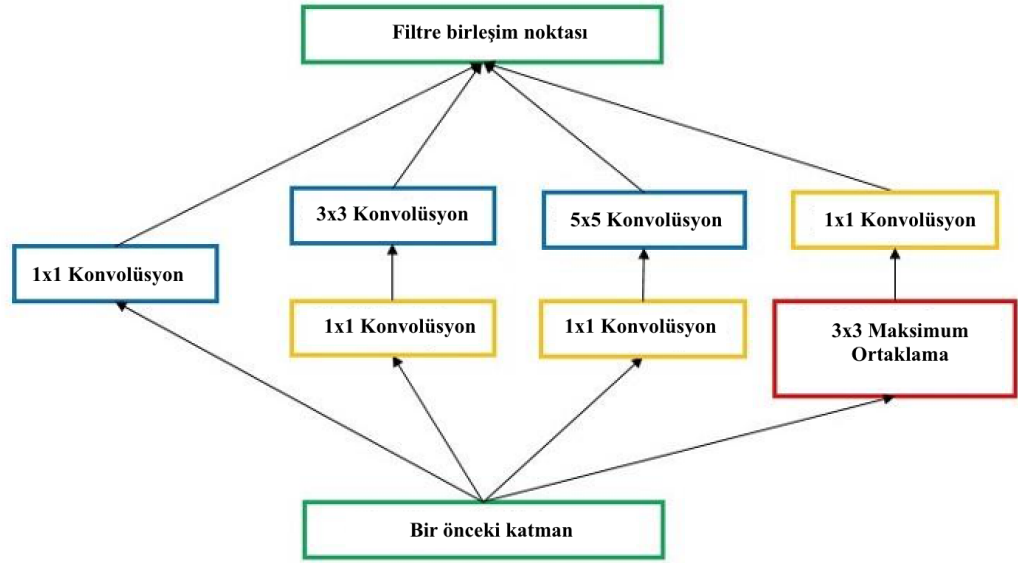 Filtre birleşim noktası
3x3 Konvolüsyon
5x5 Konvolüsyon
1x1 Konvolüsyon
1x1 Konvolüsyon
1x1 Konvolüsyon
1x1 Konvolüsyon
3x3 Maksimum
Ortaklama
Bir önceki katman